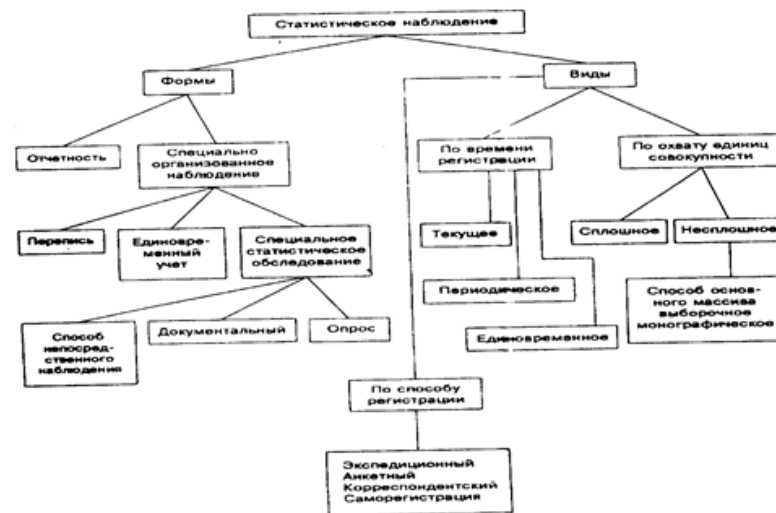 Статистическое наблюдение
Формы
Виды
Отчетность
Специально
организованное
наблюдение
По времени
регистрации
По охвату единиц
совокупности
Перепись
Единовре-
менный
учет
Специальное
статистическое
обследование
Текущее
Сплошное
Несплошное
Периодическое
Способ основ-
ного массива
выборочное
монографическое
Единовременное
Способ
непосред-
ственного
наблюдения
Документальный
Опрос
По способу
регистрации
Экспедиционный
Анкетный
Корреспондентский
Саморегистрация